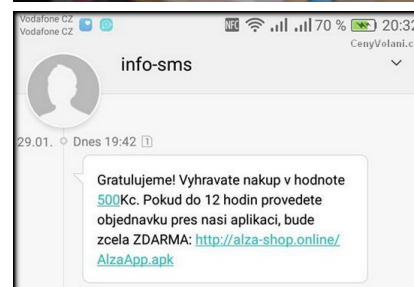 Vodafone CZ
Vodafone CZ
NFC 70 % 20:32
CenyVolani.c
info-sms
29.01. Dnes 19:42 1
Gratulujeme! Vyhravate nakup v hodnote
500Kc. Pokud do 12 hodin provedete
objednavku pres nasi aplikaci, bude
zcela ZDARMA: http://alza-shop.online/
AlzaApp.apk